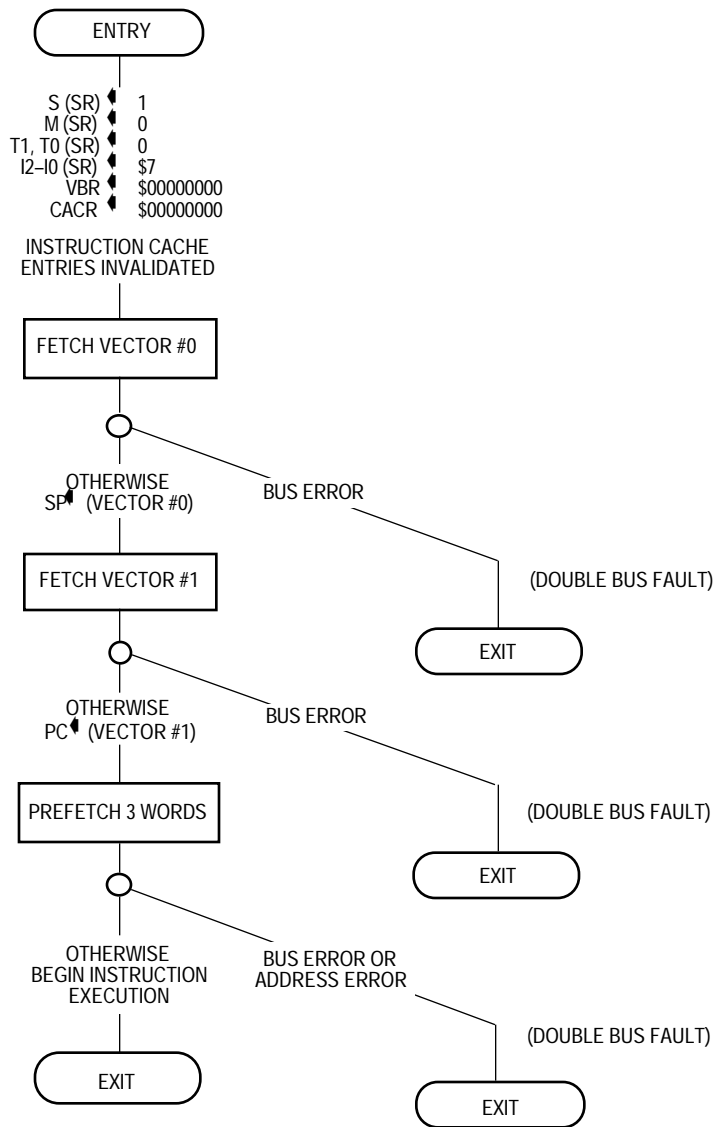 ENTRY
S (SR) 1
M (SR) 0
T1, T0 (SR) 0
I2–I0 (SR) $7
VBR $00000000
CACR $00000000
INSTRUCTION CACHE
ENTRIES INVALIDATED
FETCH VECTOR #0
OTHERWISE
SP (VECTOR #0)
BUS ERROR
FETCH VECTOR #1
(DOUBLE BUS FAULT)
EXIT
OTHERWISE
PC (VECTOR #1)
BUS ERROR
PREFETCH 3 WORDS
(DOUBLE BUS FAULT)
EXIT
OTHERWISE
BEGIN INSTRUCTION
EXECUTION
BUS ERROR OR
ADDRESS ERROR
(DOUBLE BUS FAULT)
EXIT
EXIT